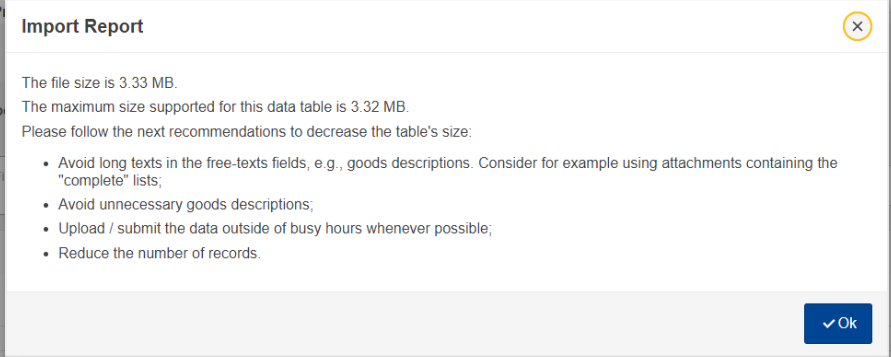 Import Report
The file size is 3.33 MB.
The maximum size supported for this data table is 3.32 MB.
Please follow the next recommendations to decrease the table's size:
• Avoid long texts in the free-texts fields, e.g., goods descriptions. Consider for example using attachments containing the
"complete" lists;
• Avoid unnecessary goods descriptions;
• Upload / submit the data outside of busy hours whenever possible;
• Reduce the number of records.
Ok